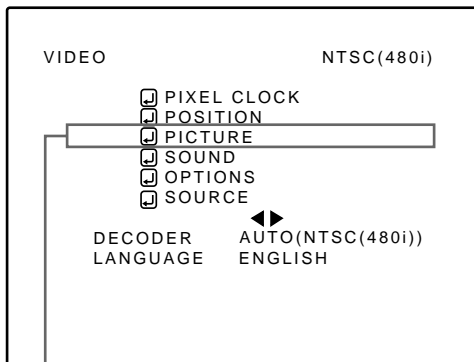 VIDEO NTSC(480i)
PIXEL CLOCK
POSITION
PICTURE
SOUND
OPTIONS
SOURCE
DECODER AUTO(NTSC(480i))
LANGUAGE ENGLISH